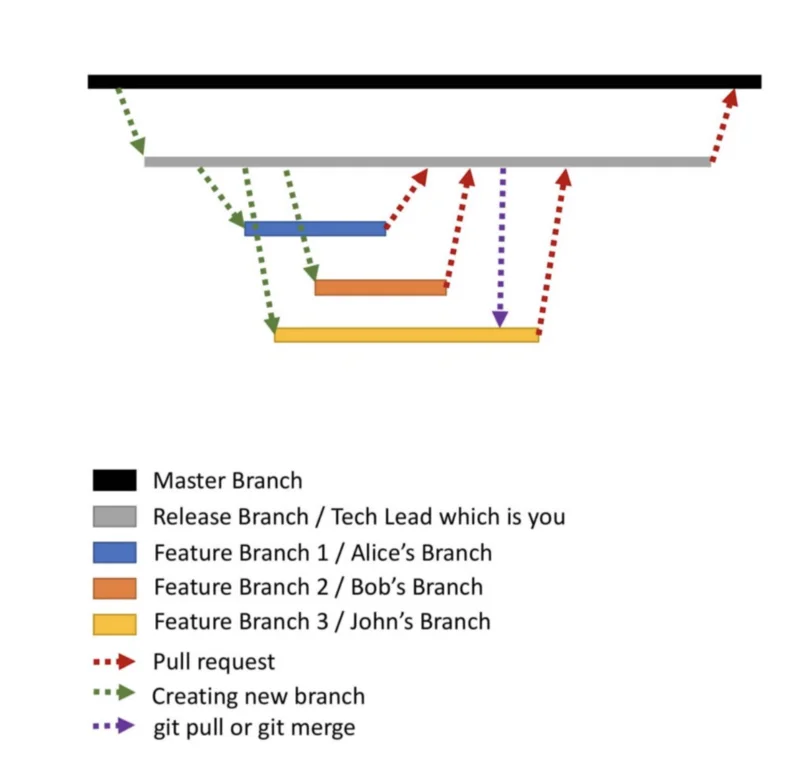 Master Branch
Release Branch / Tech Lead which is you
Feature Branch 1 / Alice's Branch
Feature Branch 2 / Bob's Branch
Feature Branch 3 / John's Branch
Pull request
Creating new branch
git pull or git merge